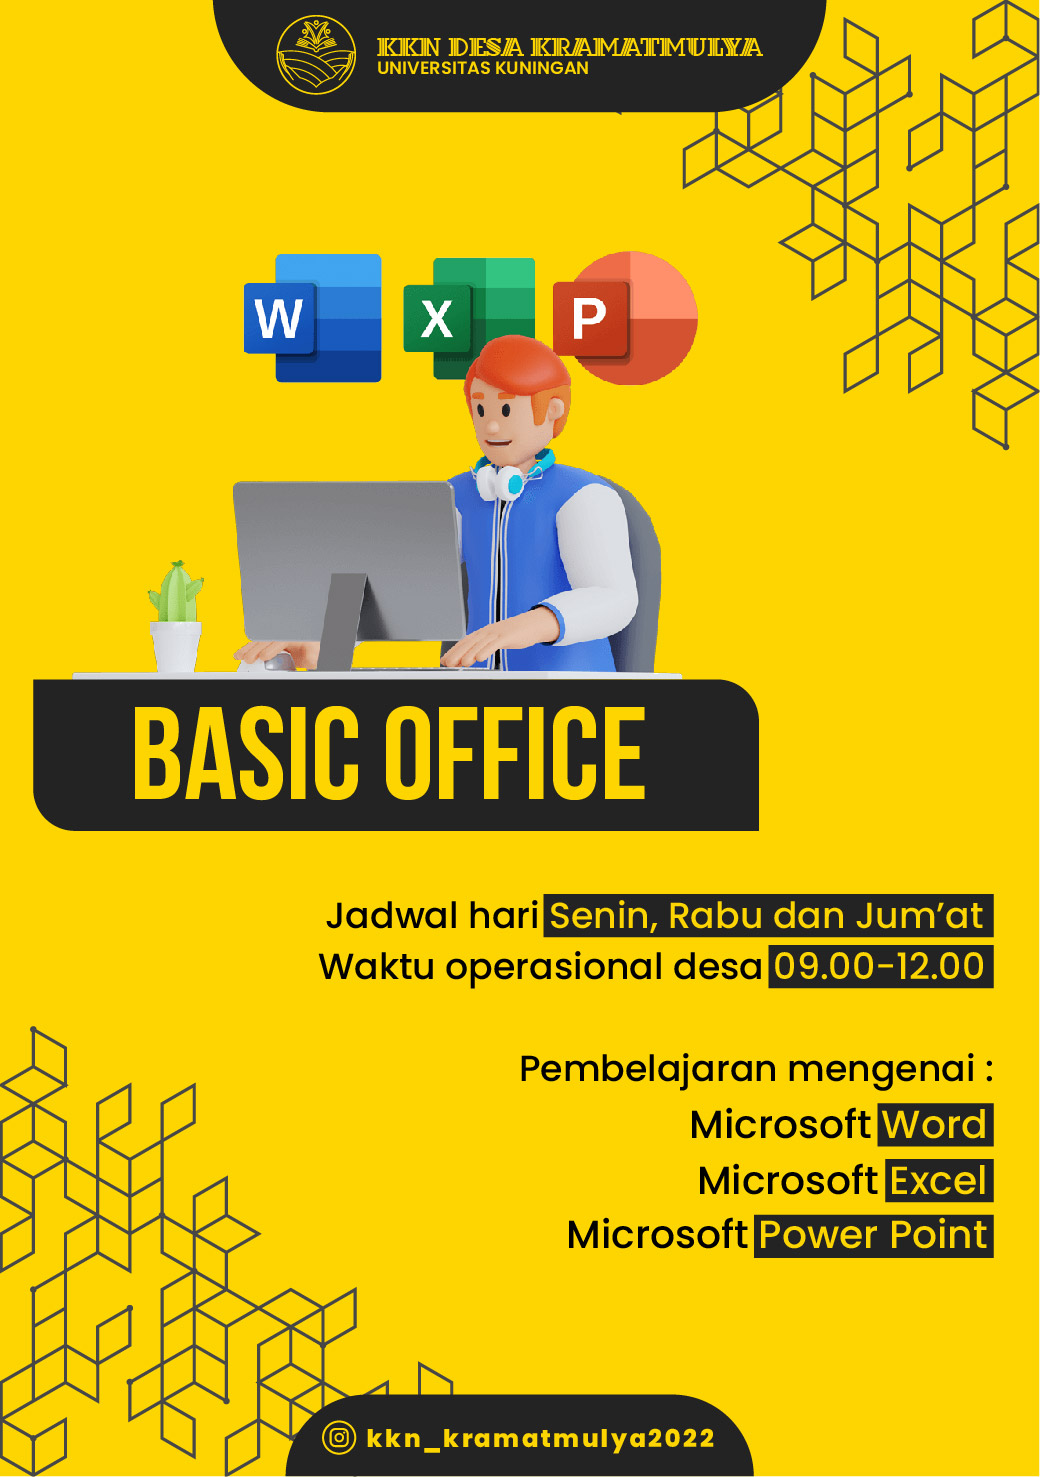 KKN DESA KRAMATMULYA
UNIVERSITAS KUNINGAN
W X P
BASIC OFFICE
Jadwal hari Senin, Rabu dan Jum’at
Waktu operasional desa 09.00-12.00
Pembelajaran mengenai :
Microsoft Word
Microsoft Excel
Microsoft Power Point
kkn_kramatmulya2022